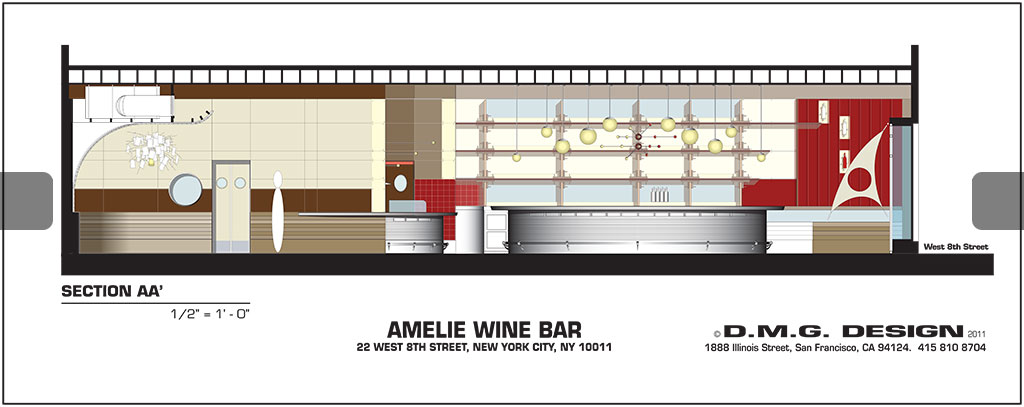 West 8th Street
SECTION AA’
1/2” = 1’ - 0”
AMELIE WINE BAR
22 WEST 8TH STREET, NEW YORK CITY, NY 10011
© D.M.G. DESIGN 2011
1888 Illinois Street, San Francisco, CA 94124. 415 810 8704